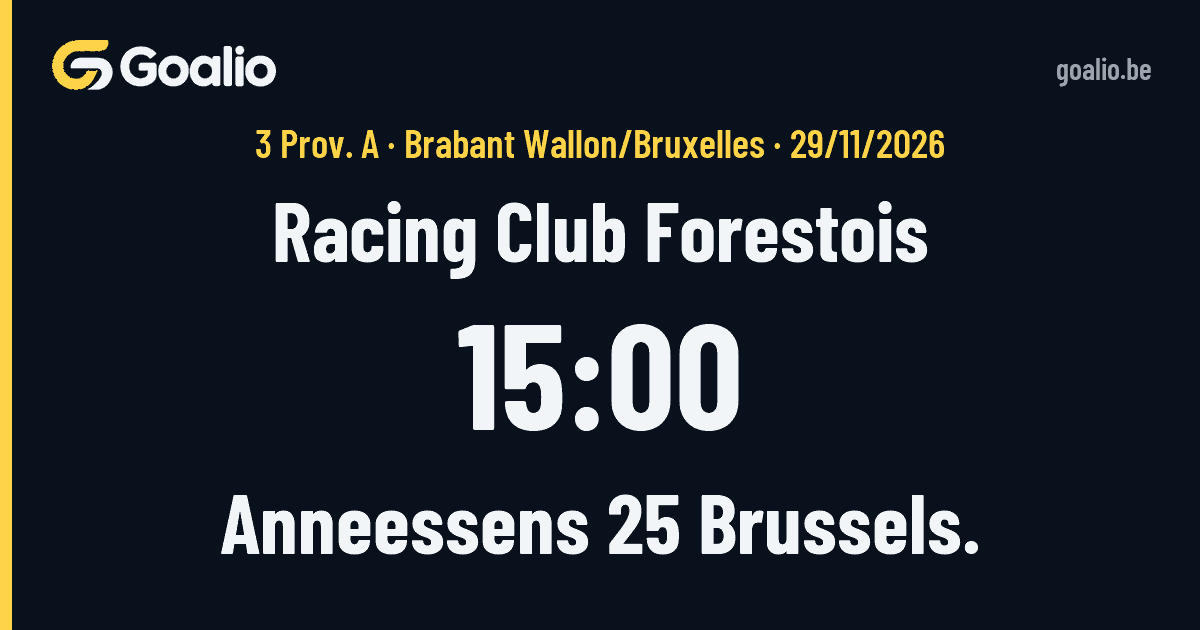 Goalio
goalio.be
3 Prov. A · Brabant Wallon/Bruxelles · 29/11/2026
Racing Club Forestois
15:00
Anneessens 25 Brussels.